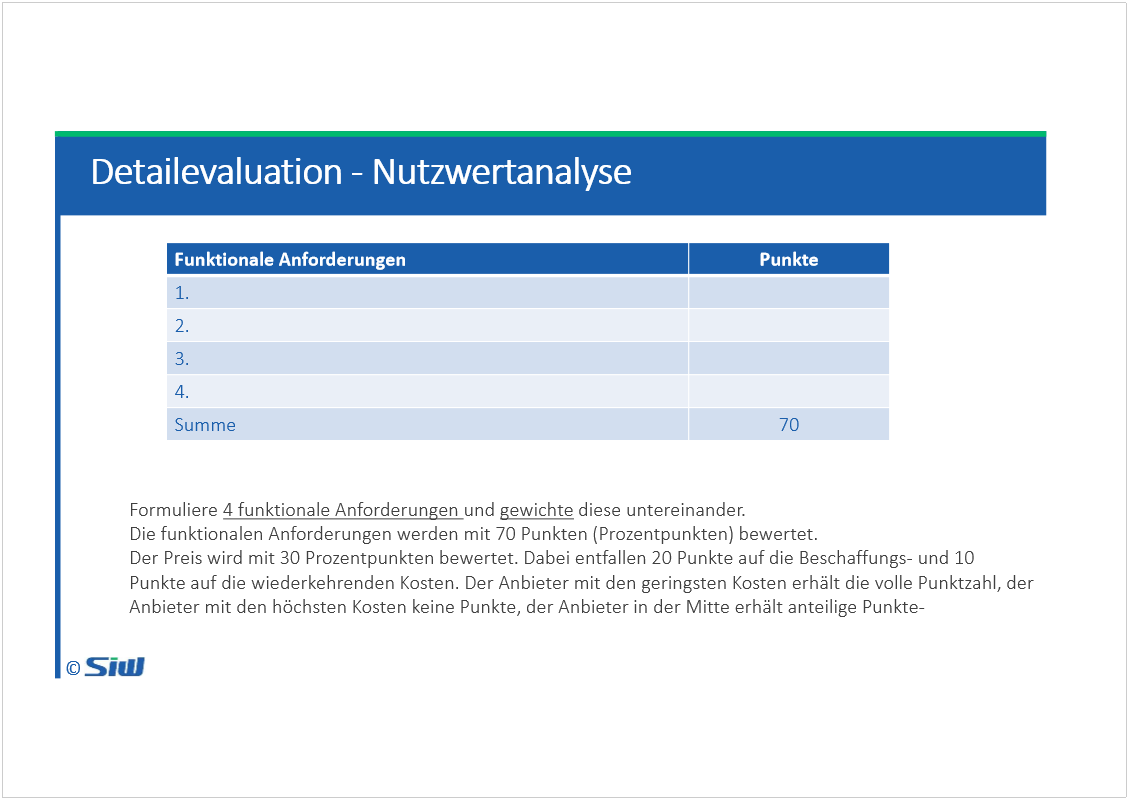 Detailevaluation - Nutzwertanalyse
Funktionale Anforderungen Punkte
1.
2.
3.
4.
Summe 70
Formuliere 4 funktionale Anforderungen und gewichte diese untereinander.
Die funktionalen Anforderungen werden mit 70 Punkten (Prozentpunkten) bewertet.
Der Preis wird mit 30 Prozentpunkten bewertet. Dabei entfallen 20 Punkte auf die Beschaffungs- und 10
Punkte auf die wiederkehrenden Kosten. Der Anbieter mit den geringsten Kosten erhält die volle Punktzahl, der
Anbieter mit den höchsten Kosten keine Punkte, der Anbieter in der Mitte erhält anteilige Punkte-
© Siw